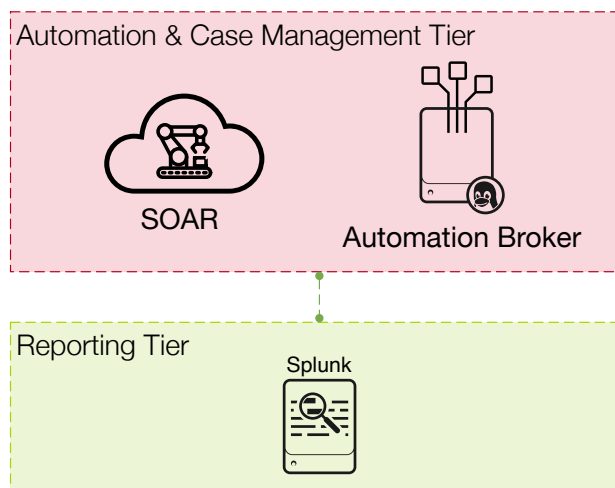 Automation & Case Management Tier
SOAR
Automation Broker
Reporting Tier
Splunk